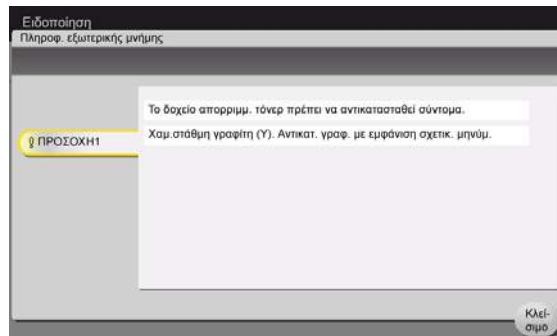 Ειδοποίηση
Πληροφ. εξωτερικής μνήμης
Το δοχείο απορριμμ. τόνερ πρέπει να αντικατασταθεί σύντομα.
Χαμ.στάθμη γραφίτη (Y). Αντικατ. γραφ. με εμφάνιση σχετικ. μηνύμ.
ΠΡΟΣΟΧΗ1
Κλεί-
σιμο